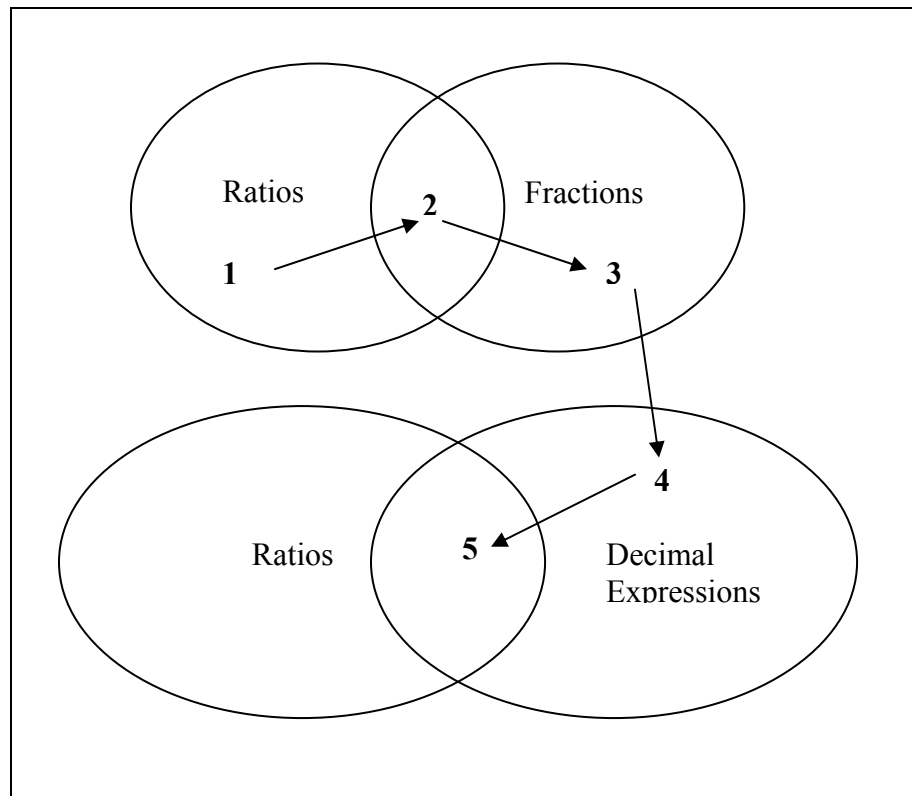 Ratios
2
Fractions
1
3
4
Ratios
5
Decimal
Expressions